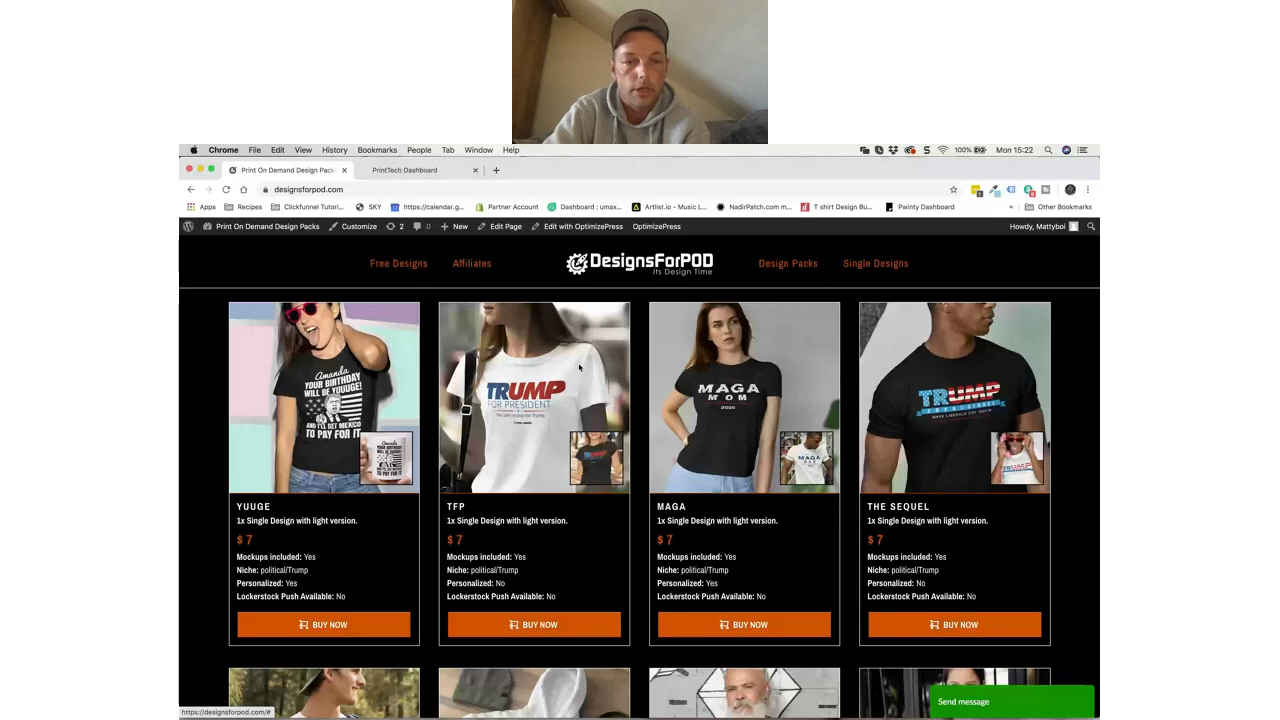 Chrome File Edit View History Bookmarks People Tab Window Help 100% Mon 15:22
Print On Demand Design Pack PrintTech Dashboard
designsforpod.com
Apps Recipes Clickfunnel Tutori... SKY https://calendar.g... Partner Account Dashboard : umax... Artlist.io - Music L... NadirPatch.com m... T shirt Design Bu... Pwinty Dashboard » Other Bookmarks
Print On Demand Design Packs Customize 2 0 New Edit Page Edit with OptimizePress OptimizePress Howdy, Mattyboi
Free Designs Affiliates DesignsForPOD Design Packs Single Designs
Its Design Time
Amanda
YOUR BIRTHDAY
WILL BE YUUUGE!
AND I'LL GET MEXICO
TO PAY FOR IT
TRUMP
FOR PRESIDENT
MAGA
MOM
2020
TRUMP
MAKE LIBERALS CRY AGAIN
YUUGE
1x Single Design with light version.
$ 7
Mockups included: Yes
Niche: political/Trump
Personalized: Yes
Lockerstock Push Available: No
BUY NOW
TFP
1x Single Design with light version.
$ 7
Mockups included: Yes
Niche: political/Trump
Personalized: No
Lockerstock Push Available: No
BUY NOW
MAGA
1x Single Design with light version.
$ 7
Mockups included: Yes
Niche: political/Trump
Personalized: Yes
Lockerstock Push Available: No
BUY NOW
THE SEQUEL
1x Single Design with light version.
$ 7
Mockups included: Yes
Niche: political/Trump
Personalized: No
Lockerstock Push Available: No
BUY NOW
Send message
https://designsforpod.com/#